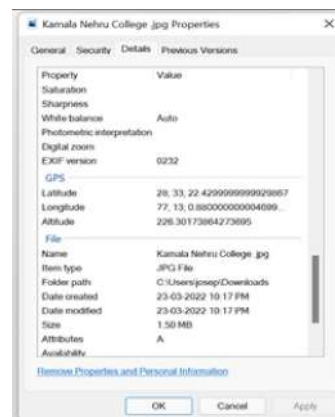 Kamala Nehru College .jpg Properties
General Security Details Previous Versions
Property Value
Saturation
Sharpness
White balance Auto
Photometric interpretation
Digital zoom
EXIF version 0232
GPS
Latitude 28; 33; 22.4299999999929867
Longitude 77; 13; 0.880000000004099...
Altitude 226.30173864273695
File
Name Kamala Nehru College .jpg
Item type JPG File
Folder path C:\Users\josep\Downloads
Date created 23-03-2022 10:17 PM
Date modified 23-03-2022 10:17 PM
Size 1.50 MB
Attributes A
Availability
Remove Properties and Personal Information
OK Cancel Apply